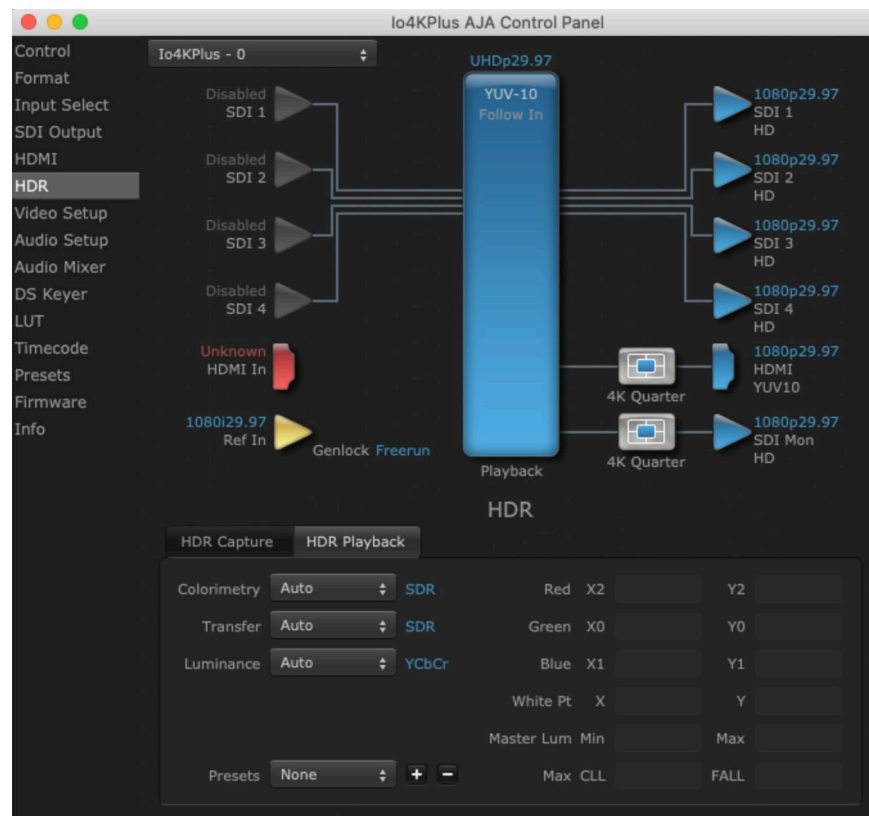 Io4KPlus AJA Control Panel
Control
Format
Input Select
SDI Output
HDMI
HDR
Video Setup
Audio Setup
Audio Mixer
DS Keyer
LUT
Timecode
Presets
Firmware
Info
Io4KPlus - 0
UHDp29.97
YUV-10
Follow In
Playback
Disabled
SDI 1
Disabled
SDI 2
Disabled
SDI 3
Disabled
SDI 4
Unknown
HDMI In
1080i29.97
Ref In
Genlock Freerun
1080p29.97
SDI 1
HD
1080p29.97
SDI 2
HD
1080p29.97
SDI 3
HD
1080p29.97
SDI 4
HD
4K Quarter
1080p29.97
HDMI
YUV10
4K Quarter
1080p29.97
SDI Mon
HD
HDR
HDR Capture HDR Playback
Colorimetry Auto SDR Red X2 Y2
Transfer Auto SDR Green X0 Y0
Luminance Auto YCbCr Blue X1 Y1
White Pt X Y
Master Lum Min Max
Presets None + − Max CLL FALL